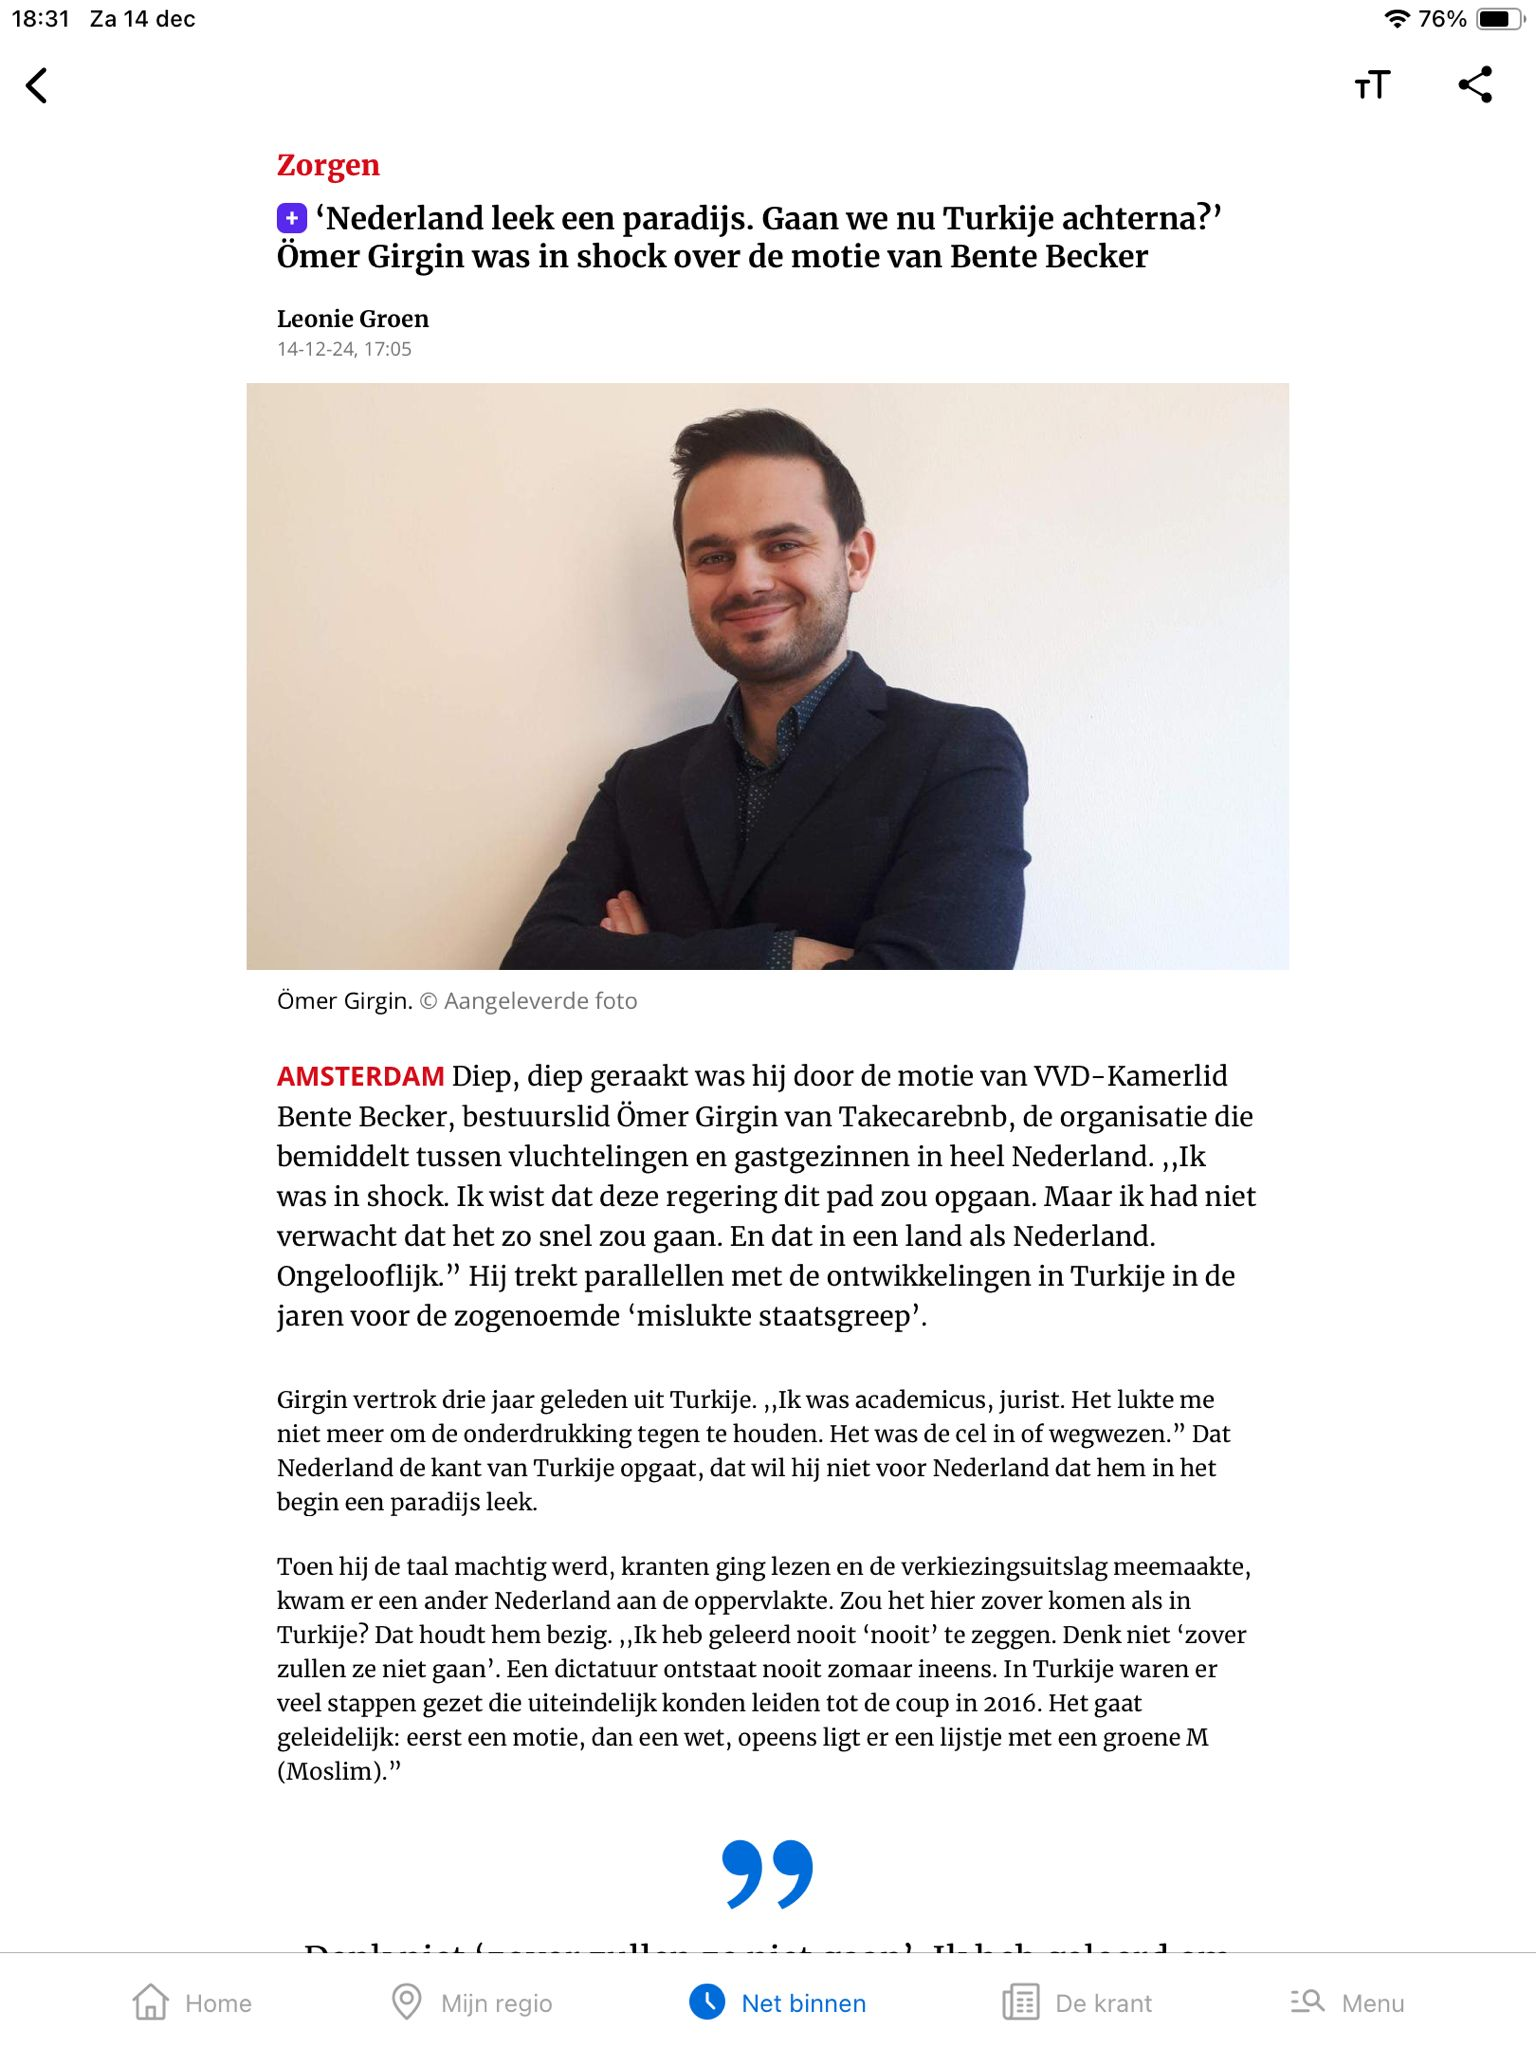 18:31 Za 14 dec
76%
TT
Zorgen
+ ‘Nederland leek een paradijs. Gaan we nu Turkije achterna?’
Ömer Girgin was in shock over de motie van Bente Becker
Leonie Groen
14-12-24, 17:05
Ömer Girgin. © Aangeleverde foto
AMSTERDAM Diep, diep geraakt was hij door de motie van VVD-Kamerlid
Bente Becker, bestuurslid Ömer Girgin van Takecarebnb, de organisatie die
bemiddelt tussen vluchtelingen en gastgezinnen in heel Nederland. ,,Ik
was in shock. Ik wist dat deze regering dit pad zou opgaan. Maar ik had niet
verwacht dat het zo snel zou gaan. En dat in een land als Nederland.
Ongelooflijk.” Hij trekt parallellen met de ontwikkelingen in Turkije in de
jaren voor de zogenoemde ‘mislukte staatsgreep’.
Girgin vertrok drie jaar geleden uit Turkije. ,,Ik was academicus, jurist. Het lukte me
niet meer om de onderdrukking tegen te houden. Het was de cel in of wegwezen.” Dat
Nederland de kant van Turkije opgaat, dat wil hij niet voor Nederland dat hem in het
begin een paradijs leek.
Toen hij de taal machtig werd, kranten ging lezen en de verkiezingsuitslag meemaakte,
kwam er een ander Nederland aan de oppervlakte. Zou het hier zover komen als in
Turkije? Dat houdt hem bezig. ,,Ik heb geleerd nooit ‘nooit’ te zeggen. Denk niet ‘zover
zullen ze niet gaan’. Een dictatuur ontstaat nooit zomaar ineens. In Turkije waren er
veel stappen gezet die uiteindelijk konden leiden tot de coup in 2016. Het gaat
geleidelijk: eerst een motie, dan een wet, opeens ligt er een lijstje met een groene M
(Moslim).”
”
Denk niet ‘zover zullen ze niet gaan’. Ik heb geleerd om
Home
Mijn regio
Net binnen
De krant
Menu